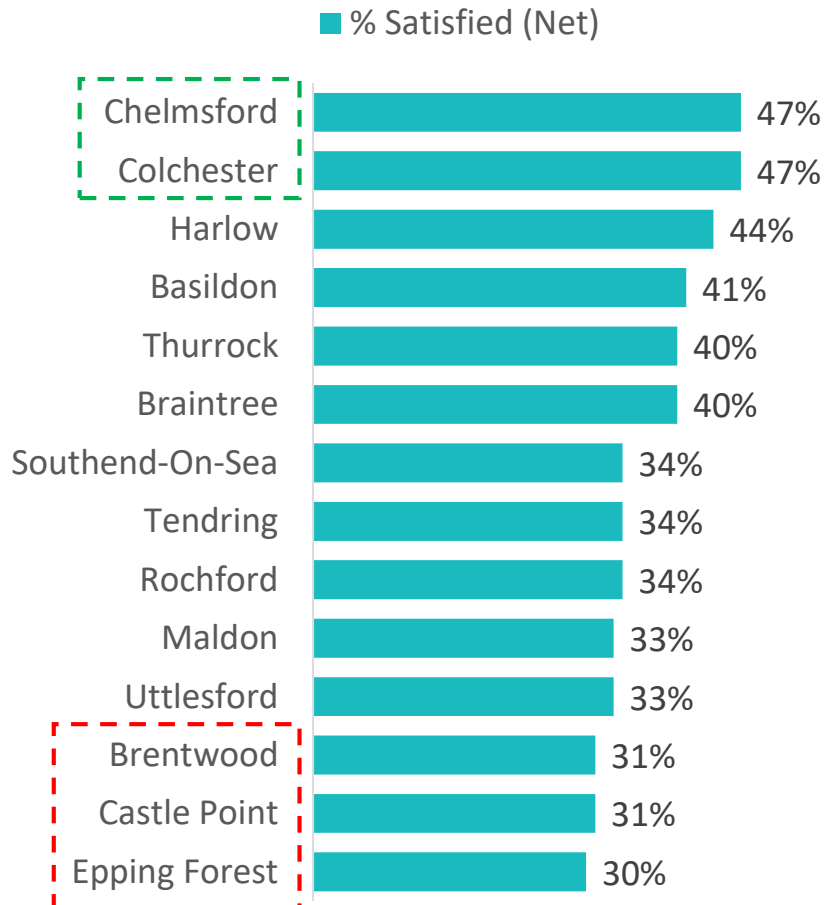 % Satisfied (Net)
Chelmsford 47%
Colchester 47%
Harlow 44%
Basildon 41%
Thurrock 40%
Braintree 40%
Southend-On-Sea 34%
Tendring 34%
Rochford 34%
Maldon 33%
Uttlesford 33%
Brentwood 31%
Castle Point 31%
Epping Forest 30%